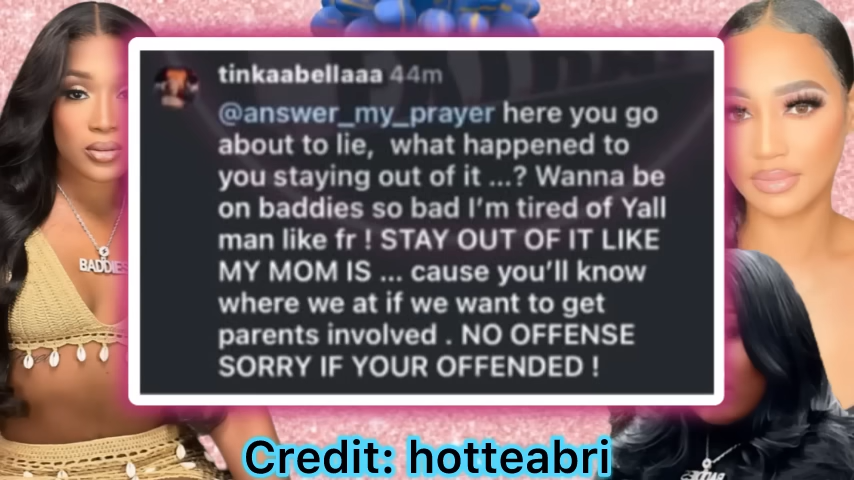 tinkaabellaaa 44m
@answer_my_prayer here you go
about to lie, what happened to
you staying out of it ...? Wanna be
on baddies so bad I'm tired of Yall
man like fr ! STAY OUT OF IT LIKE
MY MOM IS ... cause you'll know
where we at if we want to get
parents involved . NO OFFENSE
SORRY IF YOUR OFFENDED !
BADDIES
Credit: hotteabri